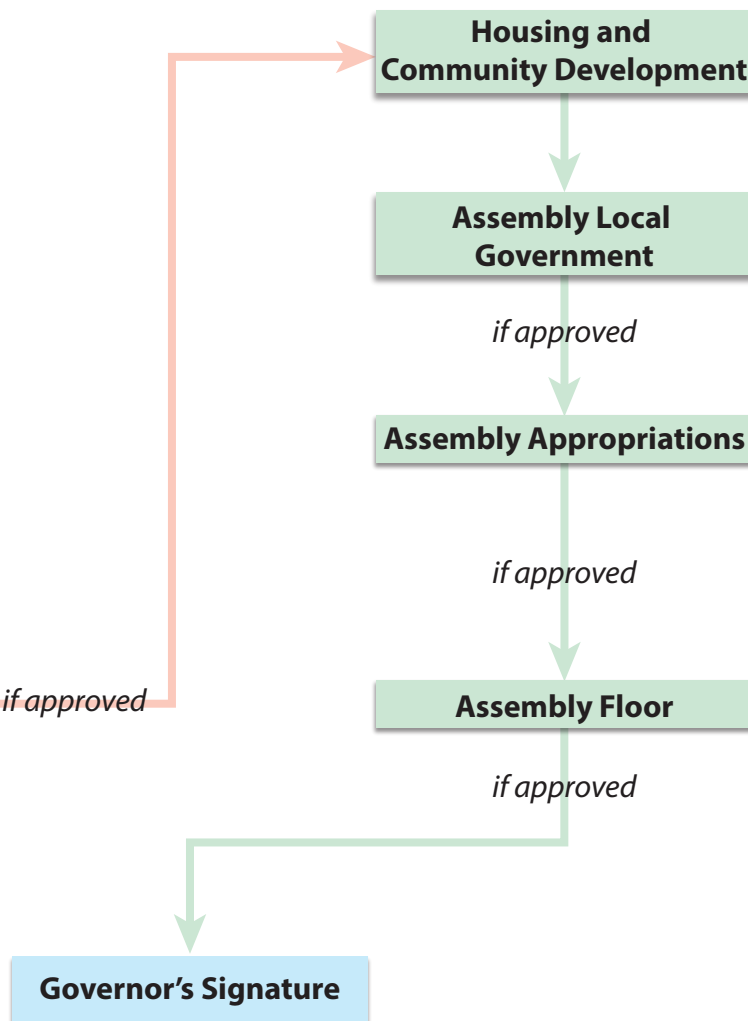 Housing and
Community Development
Assembly Local
Government
if approved
Assembly Appropriations
if approved
if approved
Assembly Floor
if approved
Governor’s Signature